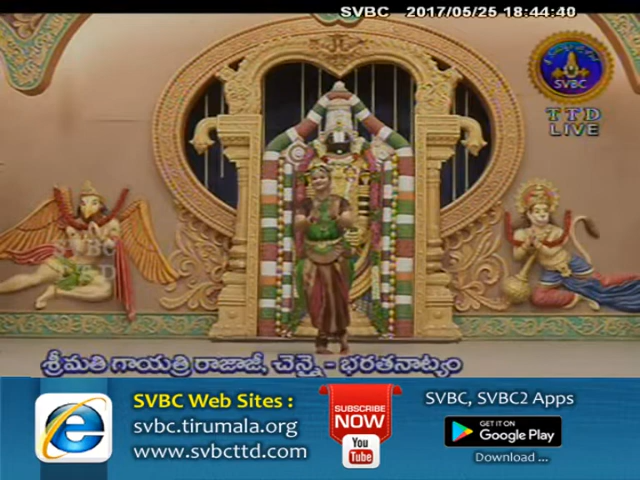 SVBC 2017/05/25 18:44:40
SVBC
TTD
LIVE
SVBC
శ్రీమతి గాయత్రి రాజాజీ, చెన్నై - భరతనాట్యం
SVBC Web Sites :
svbc.tirumala.org
www.svbcttd.com
SUBSCRIBE
NOW
You
Tube
SVBC, SVBC2 Apps
GET IT ON
Google Play
Download ...